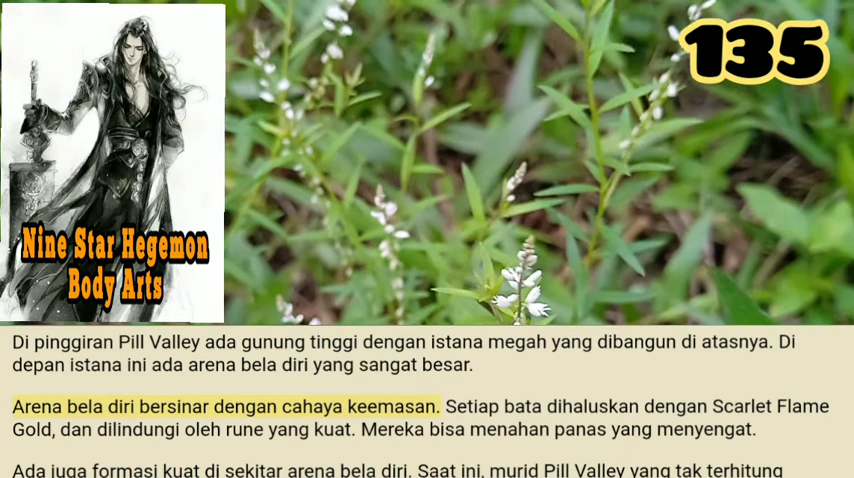 135
Nine Star Hegemon
Body Arts
Di pinggiran Pill Valley ada gunung tinggi dengan istana megah yang dibangun di atasnya. Di
depan istana ini ada arena bela diri yang sangat besar.
Arena bela diri bersinar dengan cahaya keemasan. Setiap bata dihaluskan dengan Scarlet Flame
Gold, dan dilindungi oleh rune yang kuat. Mereka bisa menahan panas yang menyengat.
Ada juga formasi kuat di sekitar arena bela diri. Saat ini, murid Pill Valley yang tak terhitung